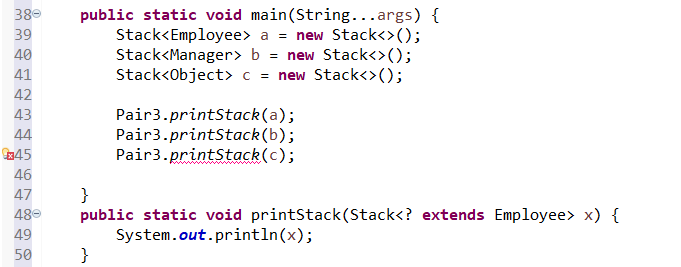 38 public static void main(String...args) {
39 Stack<Employee> a = new Stack<>();
40 Stack<Manager> b = new Stack<>();
41 Stack<Object> c = new Stack<>();
42
43 Pair3.printStack(a);
44 Pair3.printStack(b);
45 Pair3.printStack(c);
46
47 }
48 public static void printStack(Stack<? extends Employee> x) {
49 System.out.println(x);
50 }